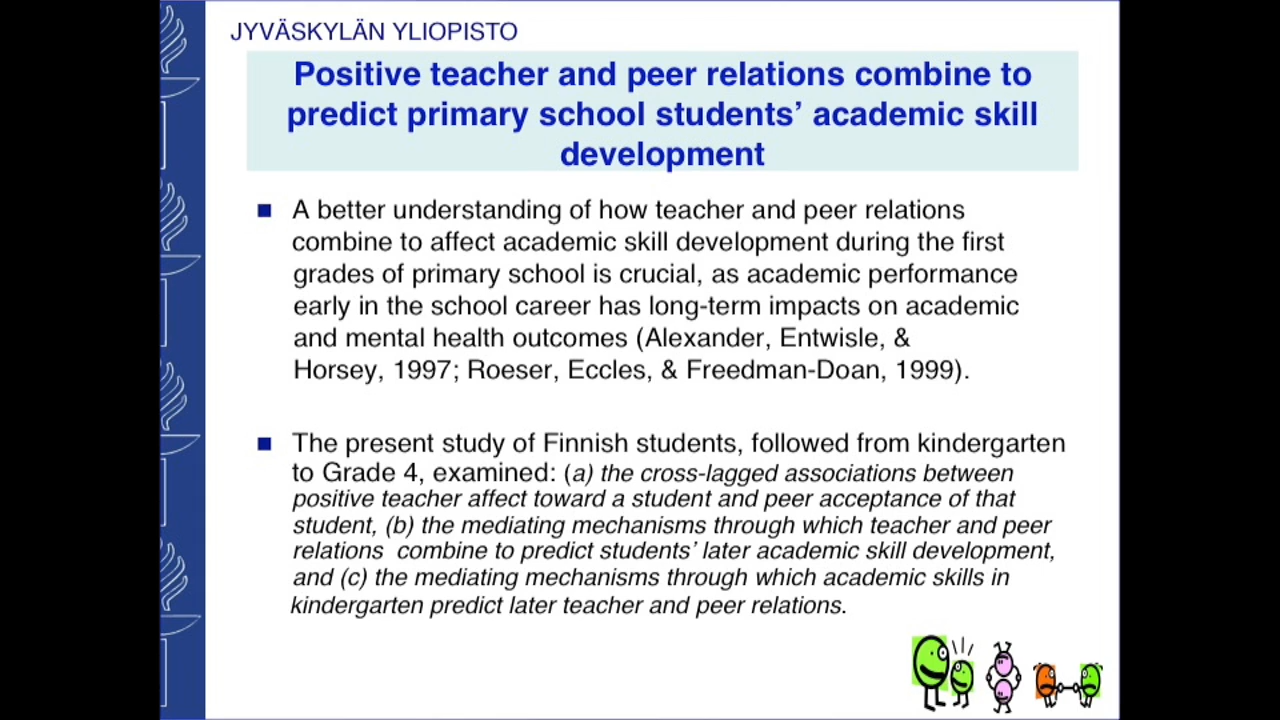 JYVÄSKYLÄN YLIOPISTO
Positive teacher and peer relations combine to
predict primary school students’ academic skill
development
A better understanding of how teacher and peer relations
combine to affect academic skill development during the first
grades of primary school is crucial, as academic performance
early in the school career has long-term impacts on academic
and mental health outcomes (Alexander, Entwisle, &
Horsey, 1997; Roeser, Eccles, & Freedman-Doan, 1999).
The present study of Finnish students, followed from kindergarten
to Grade 4, examined: (a) the cross-lagged associations between
positive teacher affect toward a student and peer acceptance of that
student, (b) the mediating mechanisms through which teacher and peer
relations combine to predict students’ later academic skill development,
and (c) the mediating mechanisms through which academic skills in
kindergarten predict later teacher and peer relations.